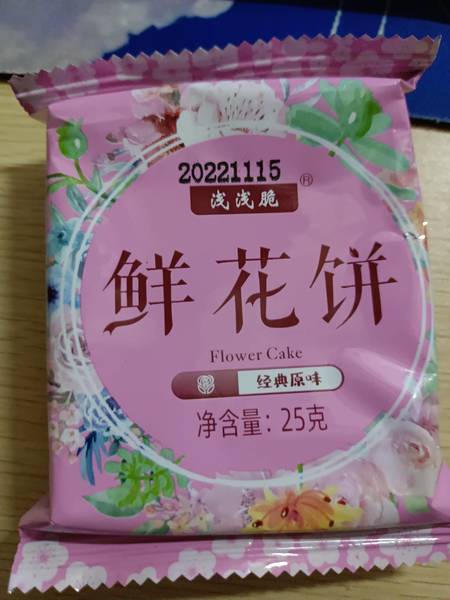 20221115
浅浅脆®
鲜花饼
Flower Cake
经典原味
净含量：25克